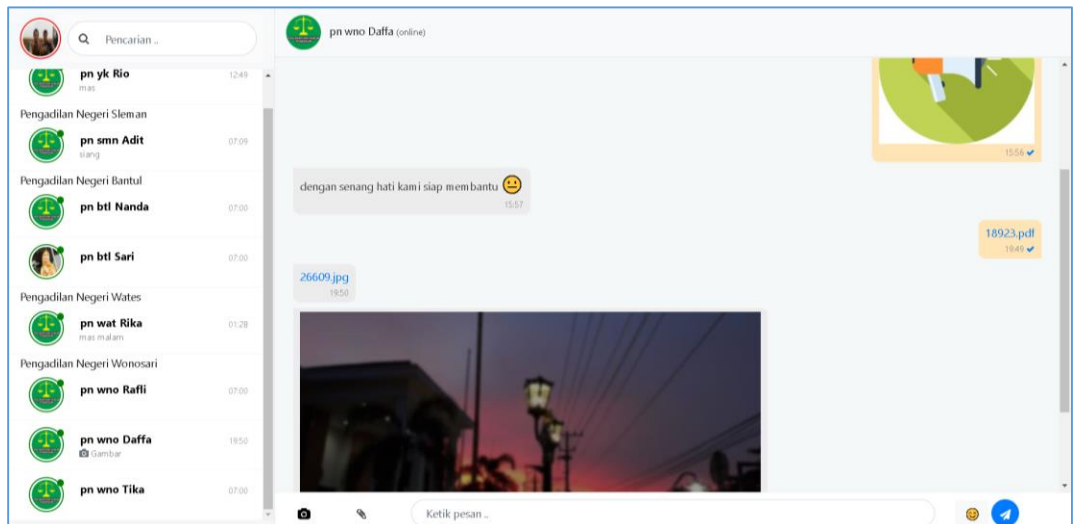 Pencarian ..
pn yk Rio 12:49
mas
Pengadilan Negeri Sleman
pn smn Adit 07:09
siang
Pengadilan Negeri Bantul
pn btl Nanda 07:00
pn btl Sari 07:00
Pengadilan Negeri Wates
pn wat Rika 01:28
mas malam
Pengadilan Negeri Wonosari
pn wno Rafli 07:00
pn wno Daffa 19:50
Gambar
pn wno Tika 07:00
pn wno Daffa (online)
15:56
dengan senang hati kami siap membantu
15:57
18923.pdf
19:49
26609.jpg
19:50
Ketik pesan ..